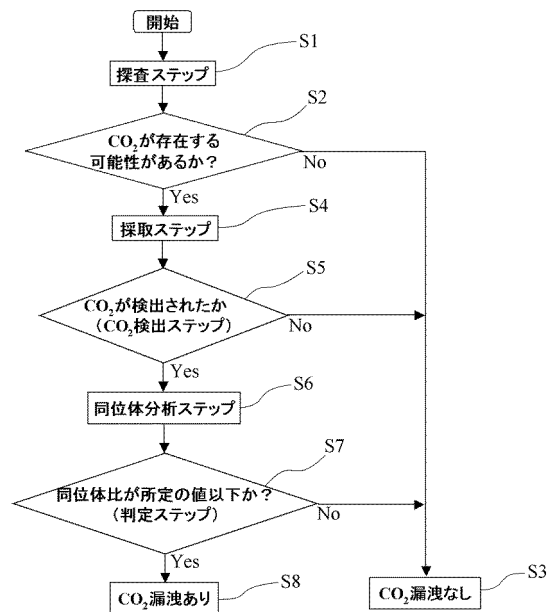 開始
S1
探査ステップ
S2
CO2が存在する
可能性があるか？
No
Yes
S4
採取ステップ
S5
CO2が検出されたか
（CO2検出ステップ）
No
Yes
S6
同位体分析ステップ
S7
同位体比が所定の値以下か？
（判定ステップ）
No
Yes
S8
CO2漏洩あり
S3
CO2漏洩なし